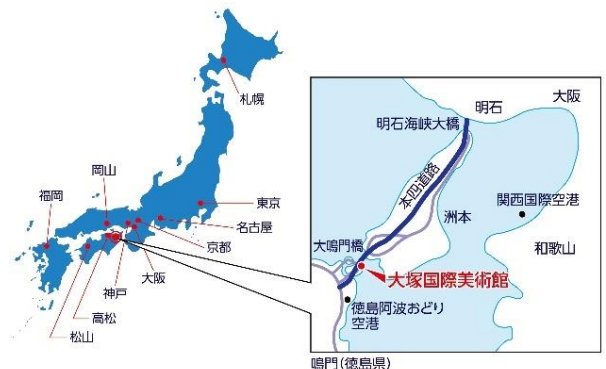 札幌
岡山
福岡
東京
名古屋
京都
大阪
神戸
高松
松山
大阪
明石
明石海峡大橋
本四道路
関西国際空港
洲本
和歌山
大鳴門橋
大塚国際美術館
徳島阿波おどり
空港
鳴門(徳島県)